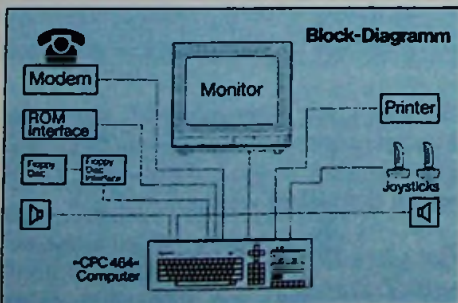 Block-Diagramm
Modem
Monitor
ROM
Interface
Printer
Floppy
Disc
Floppy
Disc
Interface
Joysticks
-CPC 464-
Computer